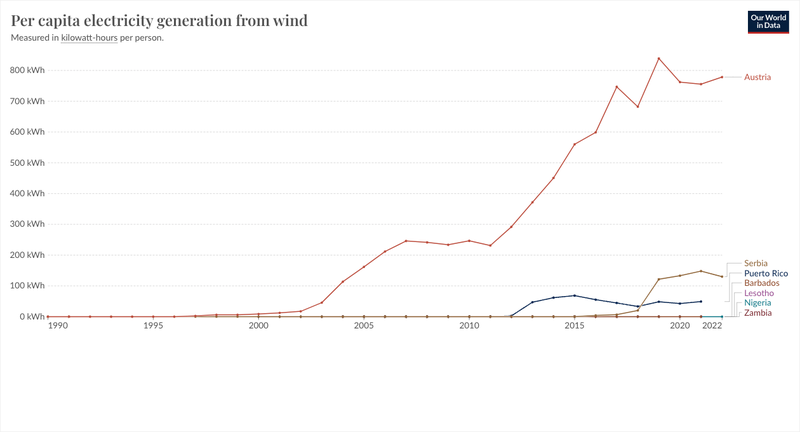 Per capita electricity generation from wind
Our World
in Data
Measured in kilowatt-hours per person.
800 kWh
700 kWh
600 kWh
500 kWh
400 kWh
300 kWh
200 kWh
100 kWh
0 kWh
Austria
Serbia
Puerto Rico
Barbados
Lesotho
Nigeria
Zambia
1990
1995
2000
2005
2010
2015
2020
2022